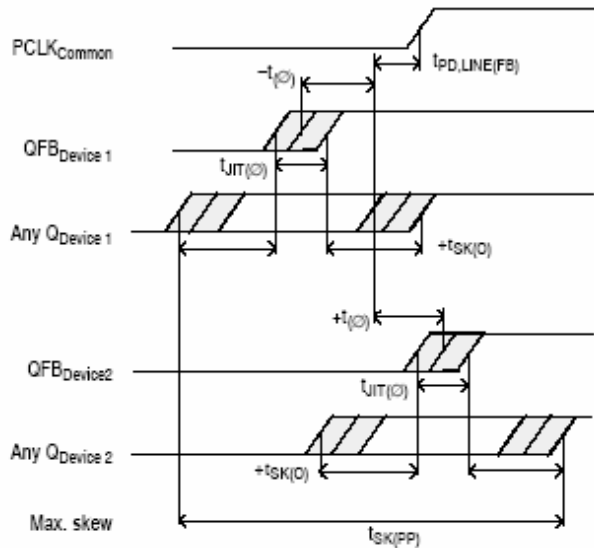 PCLKCommon
tPD,LINE(FB)
–t(∅)
QFBDevice 1
tJIT(∅)
Any QDevice 1
+tSK(O)
+t(∅)
QFBDevice2
tJIT(∅)
Any QDevice 2
+tSK(O)
Max. skew
tSK(PP)